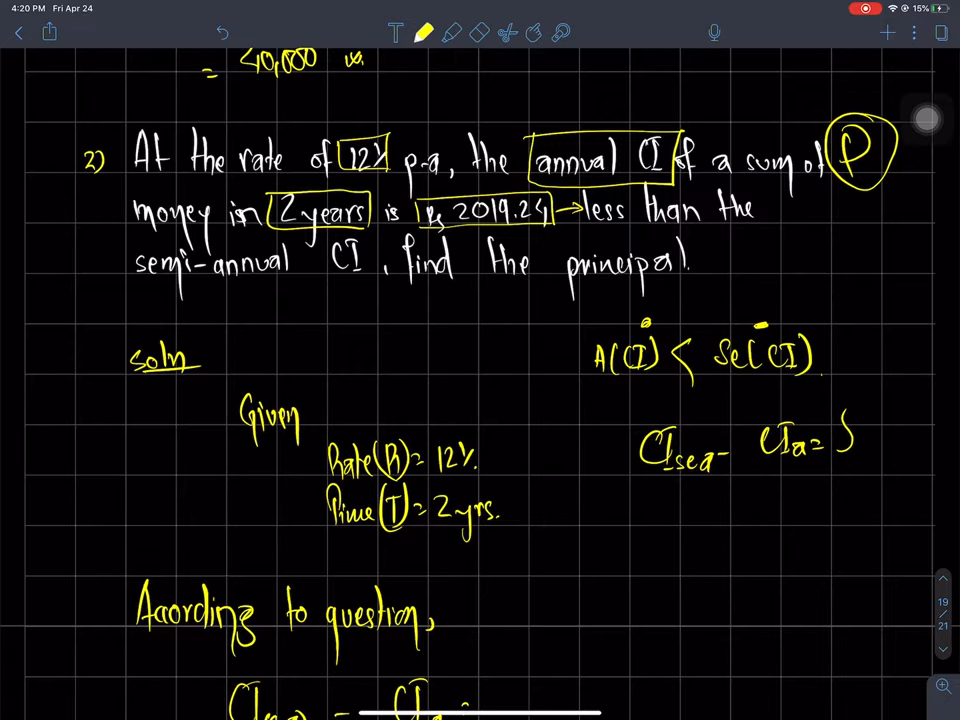 4:20 PM Fri Apr 24
15%
= 40,000
2) At the rate of 12% p.a, the annual CI of a sum of P
money in 2 years is Rs 2019.24 → less than the
semi-annual CI, find the principal.
soln
A(CI) < Se(CI).
Given
CIsea - CIa =
Rate(R) = 12%.
Time(T) = 2 yrs.
According to question,
19
/
21